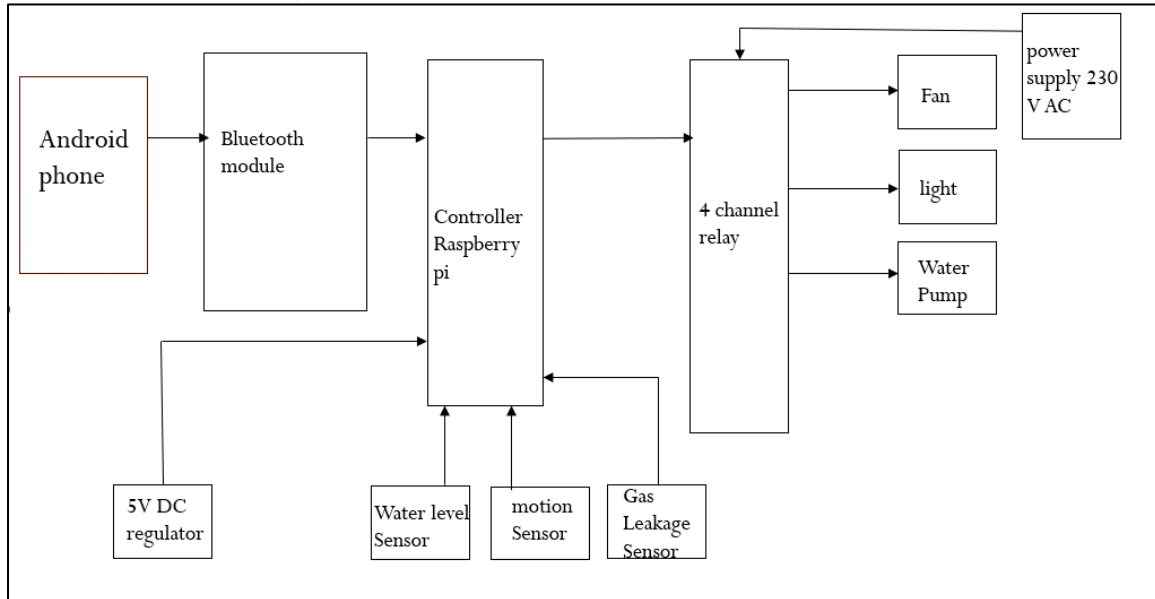 Android
phone
Bluetooth
module
Controller
Raspberry
pi
4 channel
relay
power
supply 230
V AC
Fan
light
Water
Pump
5V DC
regulator
Water level
Sensor
motion
Sensor
Gas
Leakage
Sensor